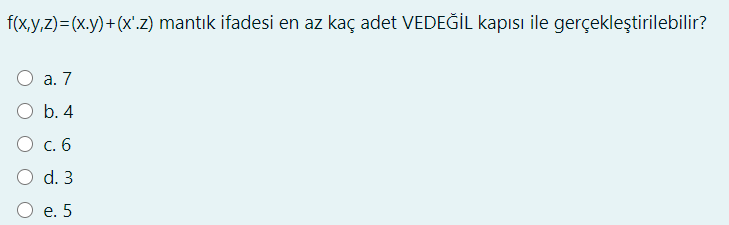 f(x,y,z)=(x.y)+(x'.z) mantık ifadesi en az kaç adet VEDEĞİL kapısı ile gerçekleştirilebilir?
a. 7
b. 4
c. 6
d. 3
e. 5